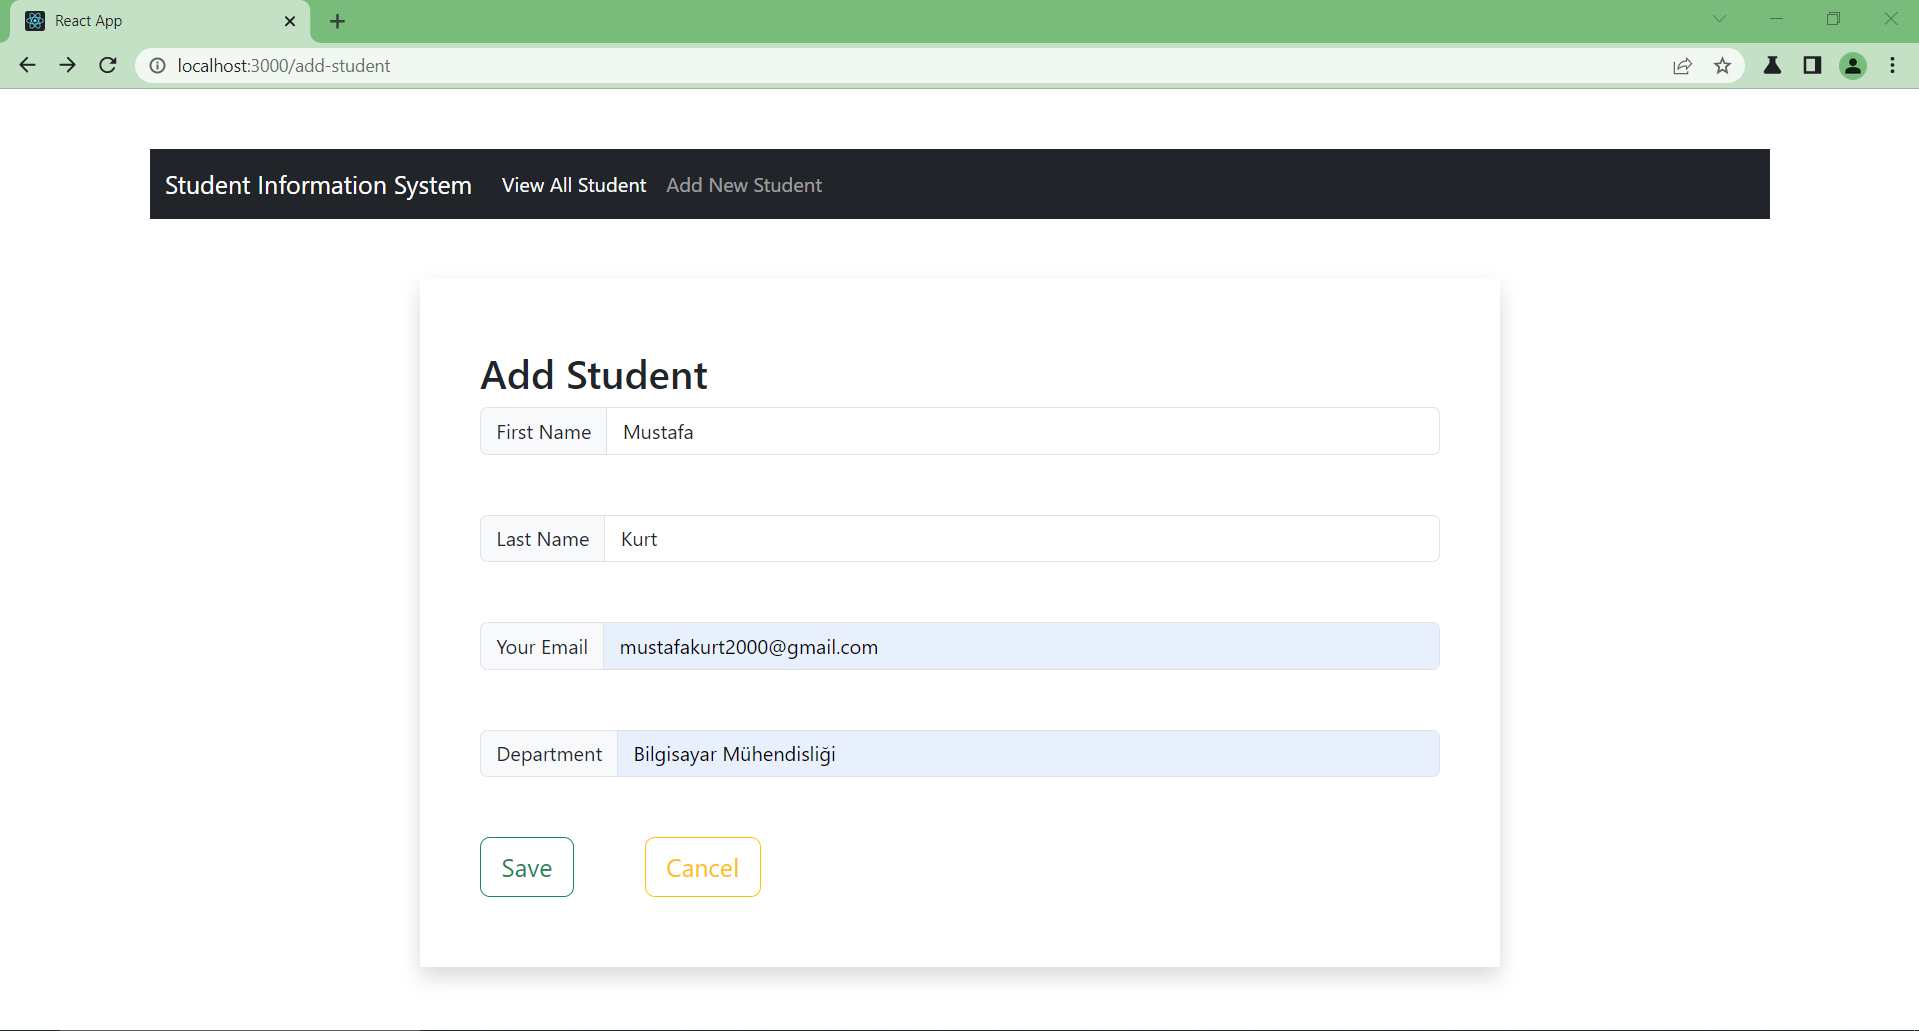 React App
localhost:3000/add-student
Student Information System View All Student Add New Student
Add Student
First Name Mustafa
Last Name Kurt
Your Email mustafakurt2000@gmail.com
Department Bilgisayar Mühendisliği
Save Cancel